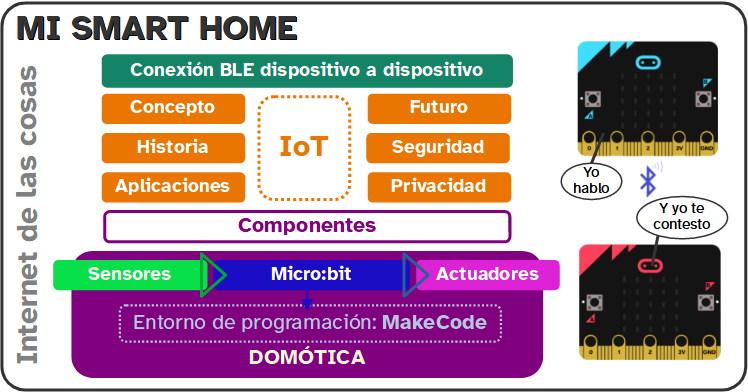 MI SMART HOME
Internet de las cosas
Conexión BLE dispositivo a dispositivo
Concepto
Historia
Aplicaciones
IoT
Futuro
Seguridad
Privacidad
Componentes
Sensores
Micro:bit
Actuadores
Entorno de programación: MakeCode
DOMÓTICA
B
A
0 1 2 3V GND
Yo
hablo
Y yo te
contesto
B
A
0 1 2 3V GND